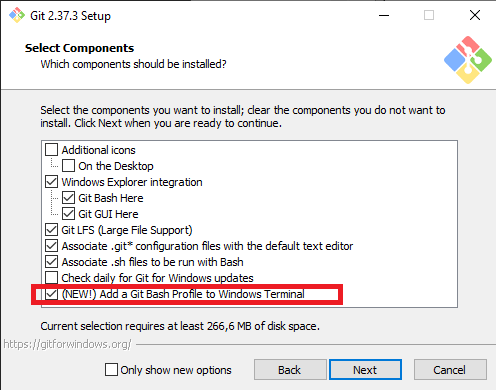 Git 2.37.3 Setup
Select Components
Which components should be installed?
Select the components you want to install; clear the components you do not want to
install. Click Next when you are ready to continue.
Additional icons
On the Desktop
Windows Explorer integration
Git Bash Here
Git GUI Here
Git LFS (Large File Support)
Associate .git* configuration files with the default text editor
Associate .sh files to be run with Bash
Check daily for Git for Windows updates
(NEW!) Add a Git Bash Profile to Windows Terminal
Current selection requires at least 266,6 MB of disk space.
https://gitforwindows.org/
Only show new options
Back
Next
Cancel